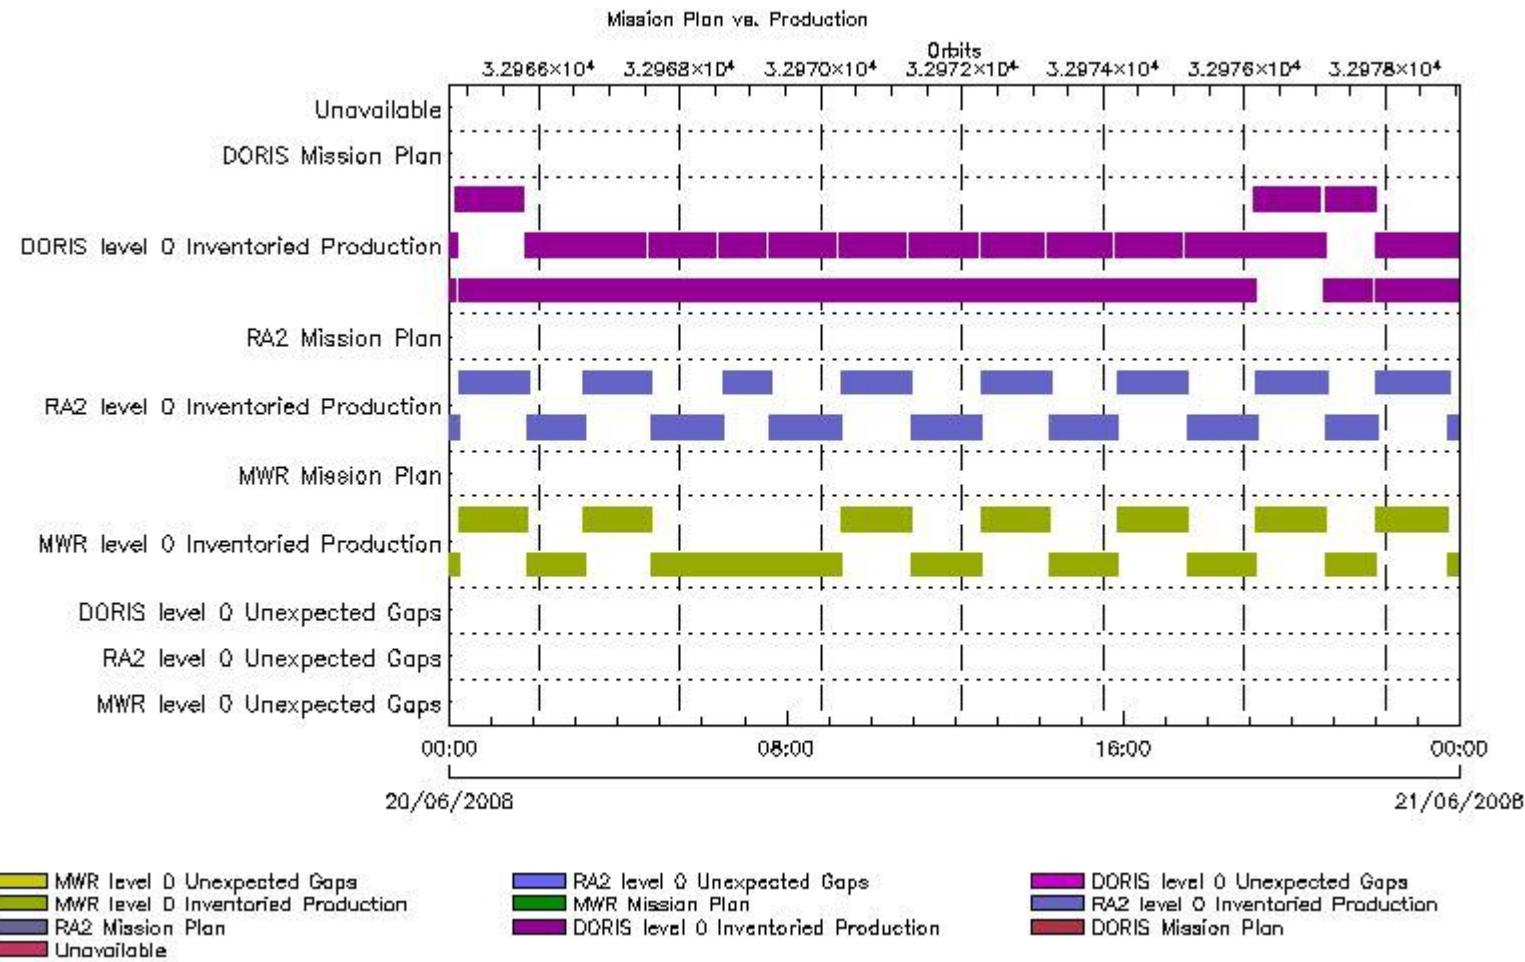 Mission Plan vs. Production
Orbits
3.2966×10⁴ 3.2968×10⁴ 3.2970×10⁴ 3.2972×10⁴ 3.2974×10⁴ 3.2976×10⁴ 3.2978×10⁴
Unavailable
DORIS Mission Plan
DORIS level 0 Inventoried Production
RA2 Mission Plan
RA2 level 0 Inventoried Production
MWR Mission Plan
MWR level 0 Inventoried Production
DORIS level 0 Unexpected Gaps
RA2 level 0 Unexpected Gaps
MWR level 0 Unexpected Gaps
00:00 08:00 16:00 00:00
20/06/2008 21/06/2008
MWR level 0 Unexpected Gaps RA2 level 0 Unexpected Gaps DORIS level 0 Unexpected Gaps
MWR level 0 Inventoried Production MWR Mission Plan RA2 level 0 Inventoried Production
RA2 Mission Plan DORIS level 0 Inventoried Production DORIS Mission Plan
Unavailable